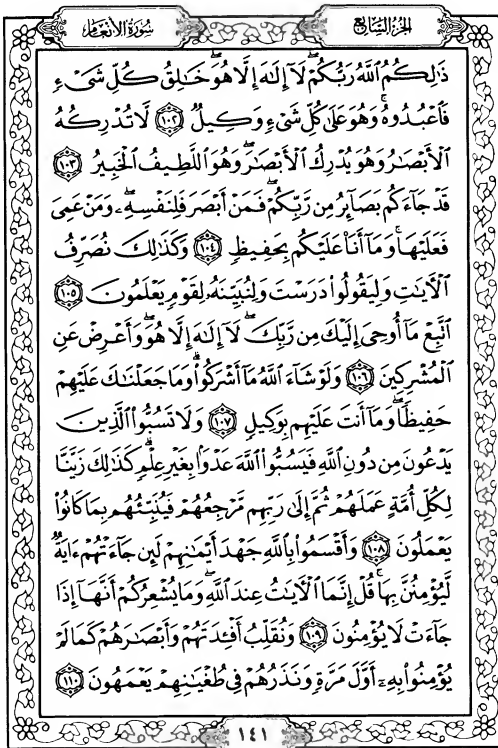 الجزء السابع
سورة الأنعام
ذَٰلِكُمُ ٱللَّهُ رَبُّكُمْ ۖ لَآ إِلَٰهَ إِلَّا هُوَ ۖ خَٰلِقُ كُلِّ شَىْءٍ
فَٱعْبُدُوهُ ۚ وَهُوَ عَلَىٰ كُلِّ شَىْءٍ وَكِيلٌ ١٠٢ لَّا تُدْرِكُهُ
ٱلْأَبْصَٰرُ وَهُوَ يُدْرِكُ ٱلْأَبْصَٰرَ ۖ وَهُوَ ٱللَّطِيفُ ٱلْخَبِيرُ ١٠٣
قَدْ جَآءَكُم بَصَآئِرُ مِن رَّبِّكُمْ ۖ فَمَنْ أَبْصَرَ فَلِنَفْسِهِۦ ۖ وَمَنْ عَمِىَ
فَعَلَيْهَا ۚ وَمَآ أَنَا۠ عَلَيْكُم بِحَفِيظٍ ١٠٤ وَكَذَٰلِكَ نُصَرِّفُ
ٱلْءَايَٰتِ وَلِيَقُولُوا۟ دَرَسْتَ وَلِنُبَيِّنَهُۥ لِقَوْمٍ يَعْلَمُونَ ١٠٥
ٱتَّبِعْ مَآ أُوحِىَ إِلَيْكَ مِن رَّبِّكَ ۖ لَآ إِلَٰهَ إِلَّا هُوَ ۖ وَأَعْرِضْ عَنِ
ٱلْمُشْرِكِينَ ١٠٦ وَلَوْ شَآءَ ٱللَّهُ مَآ أَشْرَكُوا۟ ۗ وَمَا جَعَلْنَٰكَ عَلَيْهِمْ
حَفِيظًا ۖ وَمَآ أَنتَ عَلَيْهِم بِوَكِيلٍ ١٠٧ وَلَا تَسُبُّوا۟ ٱلَّذِينَ
يَدْعُونَ مِن دُونِ ٱللَّهِ فَيَسُبُّوا۟ ٱللَّهَ عَدْوًۢا بِغَيْرِ عِلْمٍ ۗ كَذَٰلِكَ زَيَّنَّا
لِكُلِّ أُمَّةٍ عَمَلَهُمْ ثُمَّ إِلَىٰ رَبِّهِم مَّرْجِعُهُمْ فَيُنَبِّئُهُم بِمَا كَانُوا۟
يَعْمَلُونَ ١٠٨ وَأَقْسَمُوا۟ بِٱللَّهِ جَهْدَ أَيْمَٰنِهِمْ لَئِن جَآءَتْهُمْ ءَايَةٌ
لَّيُؤْمِنُنَّ بِهَا ۚ قُلْ إِنَّمَا ٱلْءَايَٰتُ عِندَ ٱللَّهِ ۖ وَمَا يُشْعِرُكُمْ أَنَّهَآ إِذَا
جَآءَتْ لَا يُؤْمِنُونَ ١٠٩ وَنُقَلِّبُ أَفْـِٔدَتَهُمْ وَأَبْصَٰرَهُمْ كَمَا لَمْ
يُؤْمِنُوا۟ بِهِۦٓ أَوَّلَ مَرَّةٍ وَنَذَرُهُمْ فِى طُغْيَٰنِهِمْ يَعْمَهُونَ ١١٠
١٤١